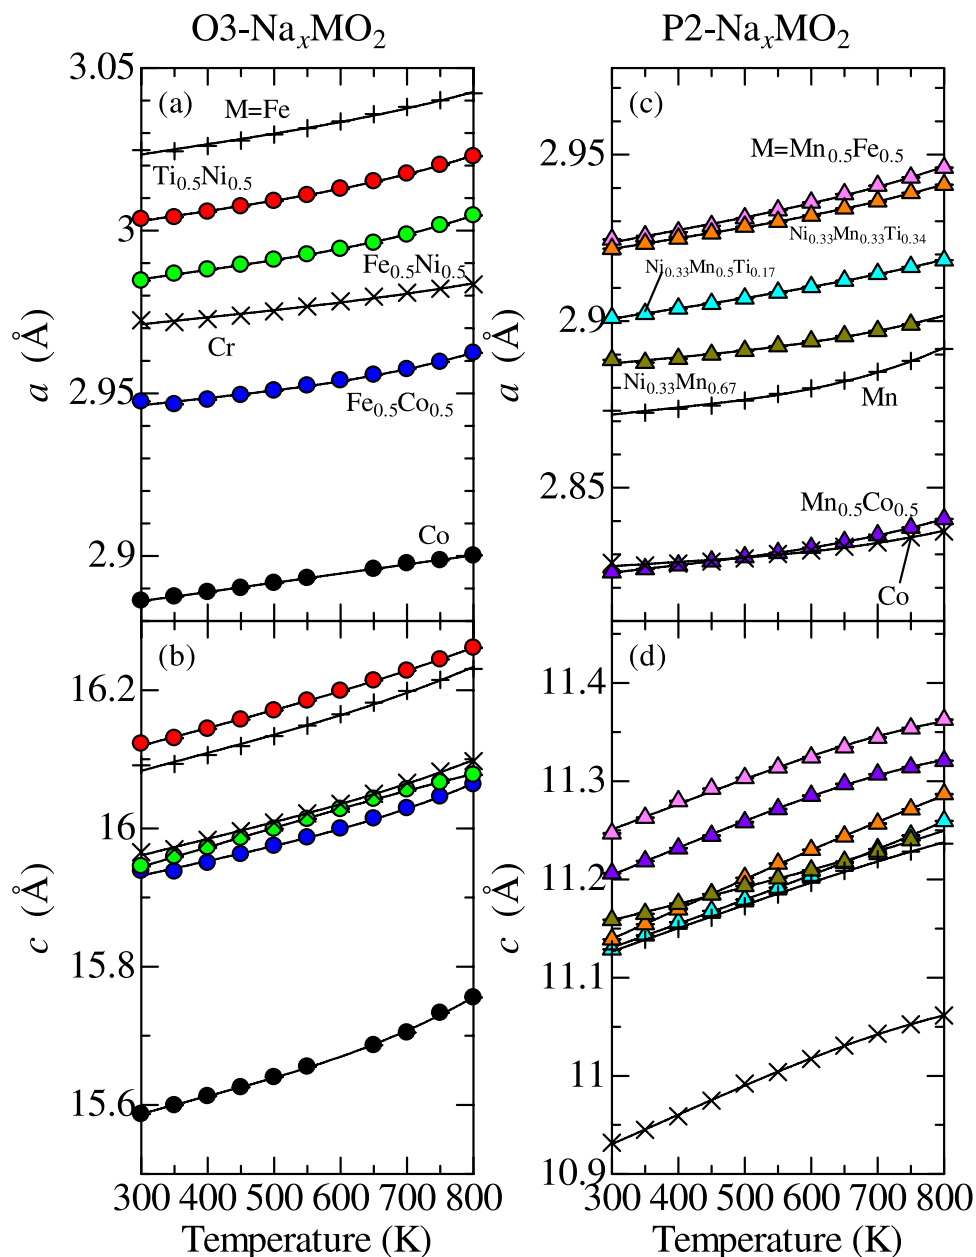 O3-NaₓMO₂
P2-NaₓMO₂
3.05
(a)
M=Fe
Ti₀.₅Ni₀.₅
3
Fe₀.₅Ni₀.₅
Cr
2.95
Fe₀.₅Co₀.₅
Co
2.9
a (Å)
(c)
2.95
M=Mn₀.₅Fe₀.₅
Ni₀.₃₃Mn₀.₃₃Ti₀.₃₄
Ni₀.₃₃Mn₀.₅Ti₀.₁₇
2.9
Ni₀.₃₃Mn₀.₆₇
Mn
2.85
Mn₀.₅Co₀.₅
Co
a (Å)
(b)
16.2
16
15.8
15.6
c (Å)
300 400 500 600 700 800
Temperature (K)
(d)
11.4
11.3
11.2
11.1
11
10.9
c (Å)
300 400 500 600 700 800
Temperature (K)